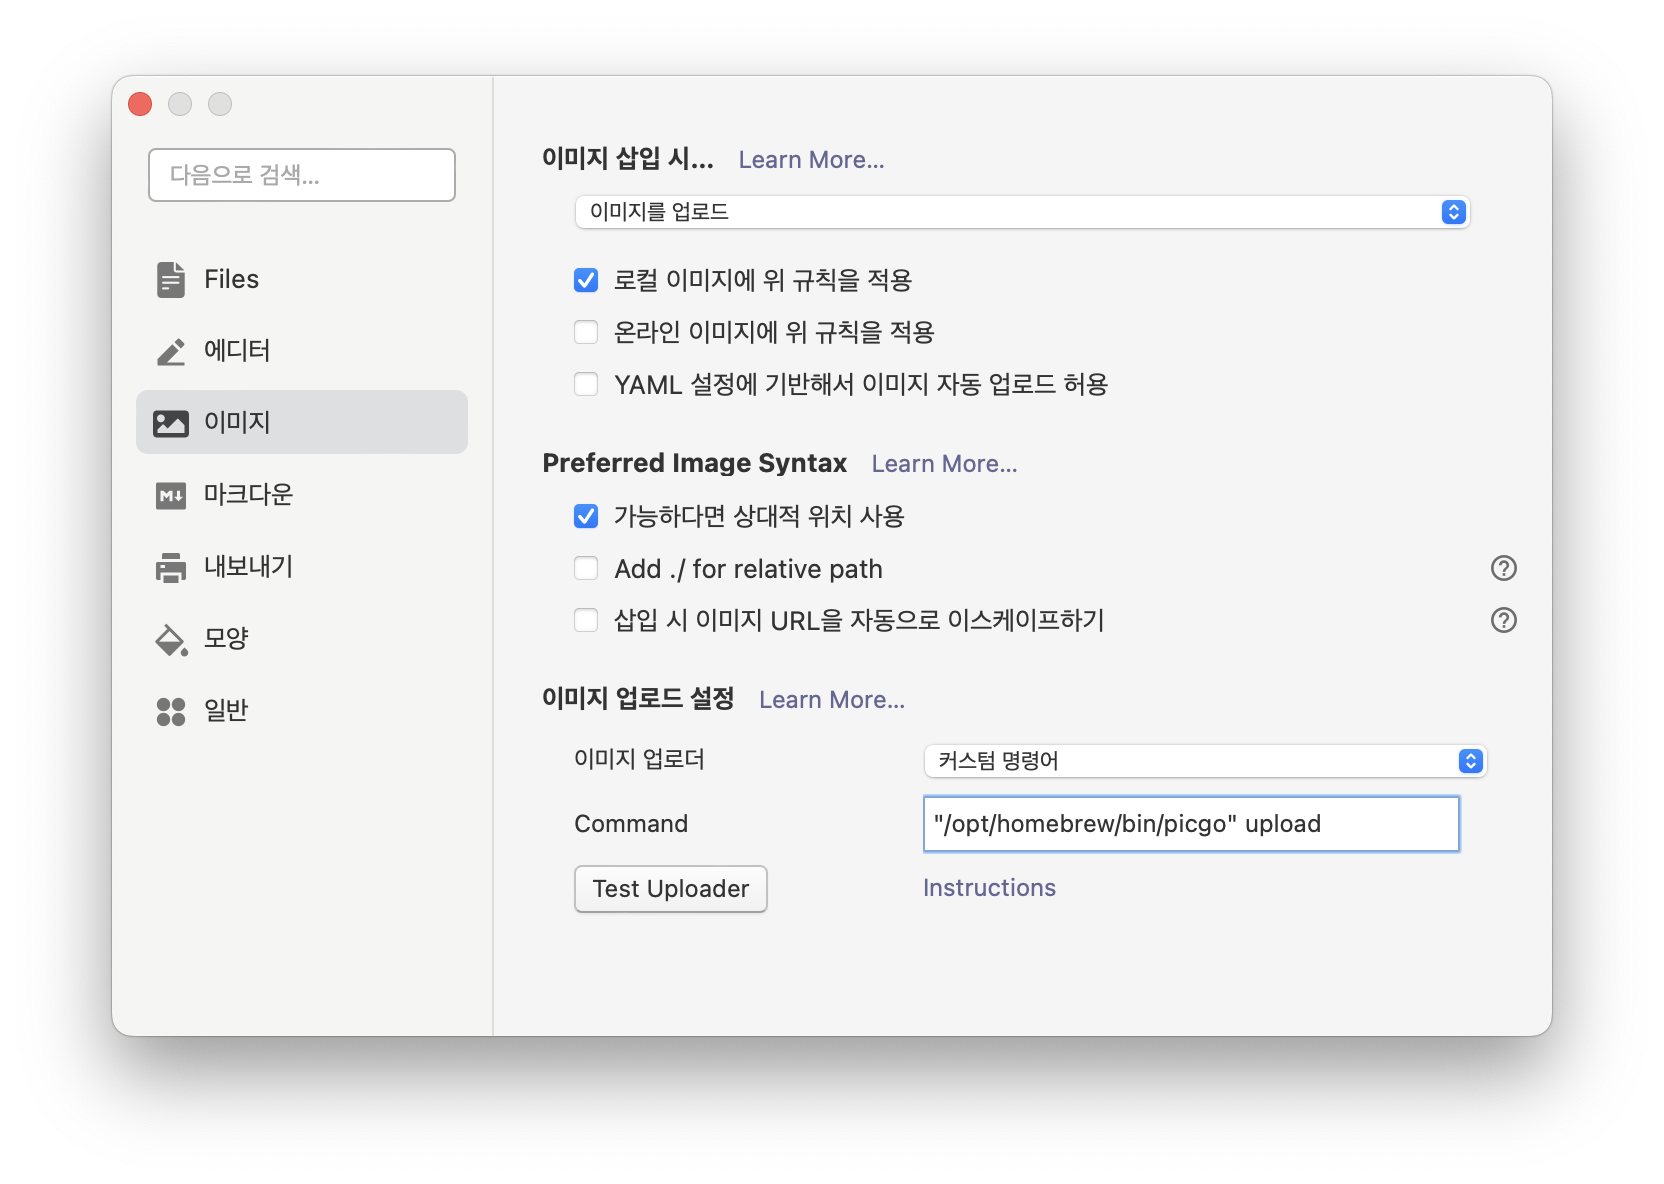 다음으로 검색...
Files
에디터
이미지
M↓
마크다운
내보내기
모양
일반
이미지 삽입 시... Learn More...
이미지를 업로드
로컬 이미지에 위 규칙을 적용
온라인 이미지에 위 규칙을 적용
YAML 설정에 기반해서 이미지 자동 업로드 허용
Preferred Image Syntax Learn More...
가능하다면 상대적 위치 사용
Add ./ for relative path ?
삽입 시 이미지 URL을 자동으로 이스케이프하기 ?
이미지 업로드 설정 Learn More...
이미지 업로더 커스텀 명령어
Command "/opt/homebrew/bin/picgo" upload
Test Uploader Instructions